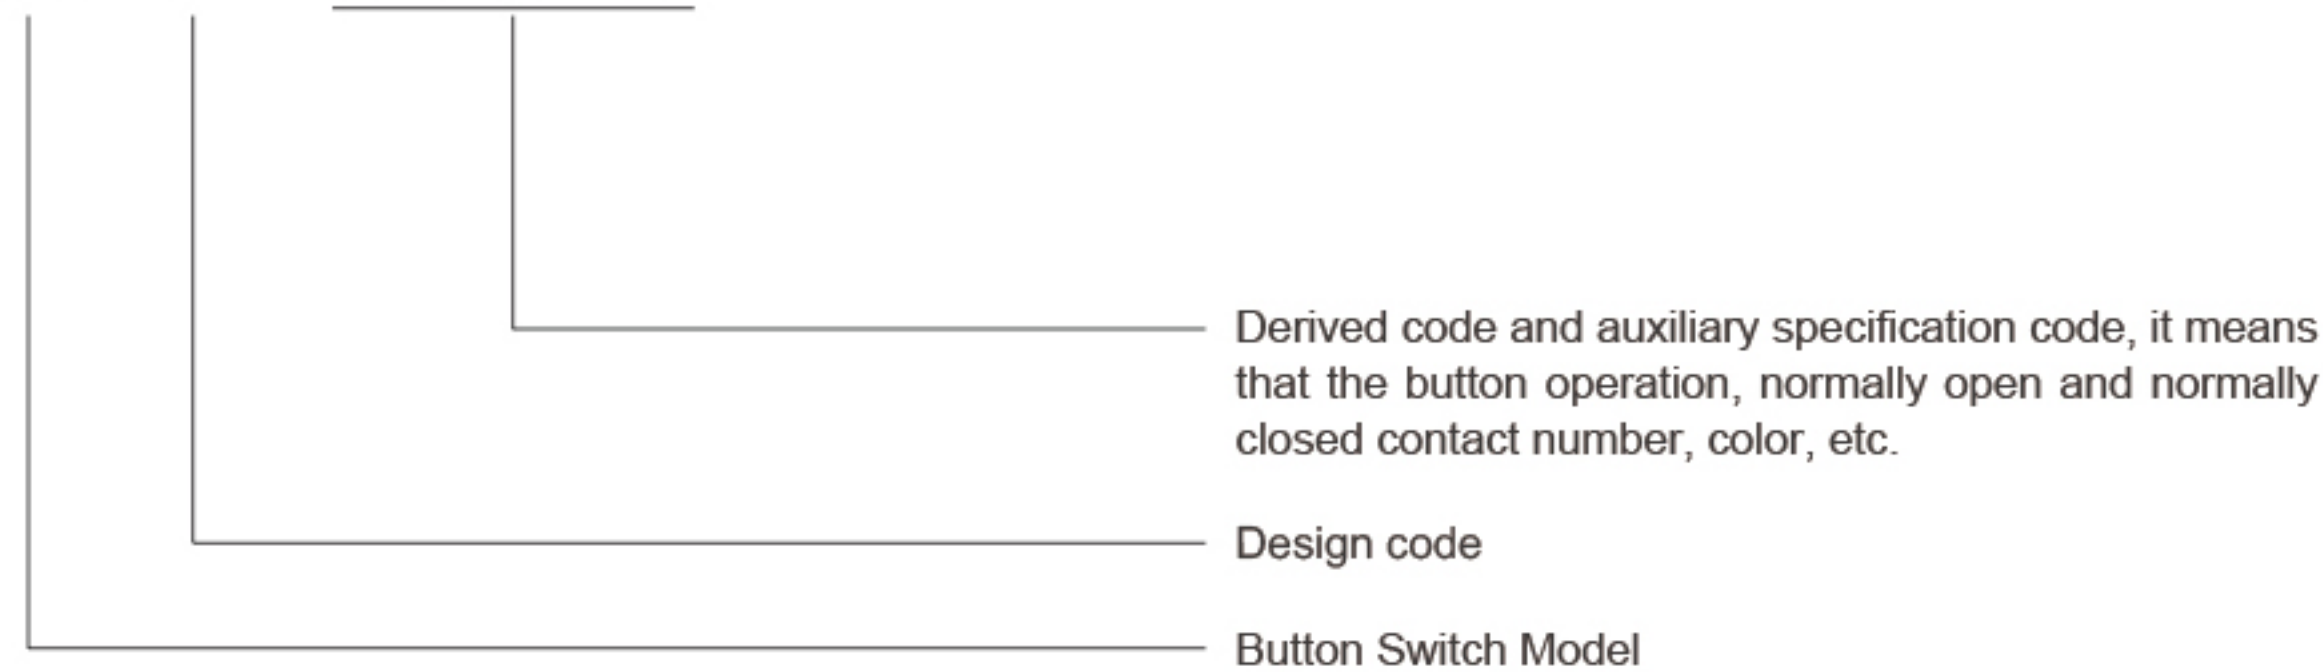 Derived code and auxiliary specification code, it means
that the button operation, normally open and normally
closed contact number, color, etc.
Design code
Button Switch Model